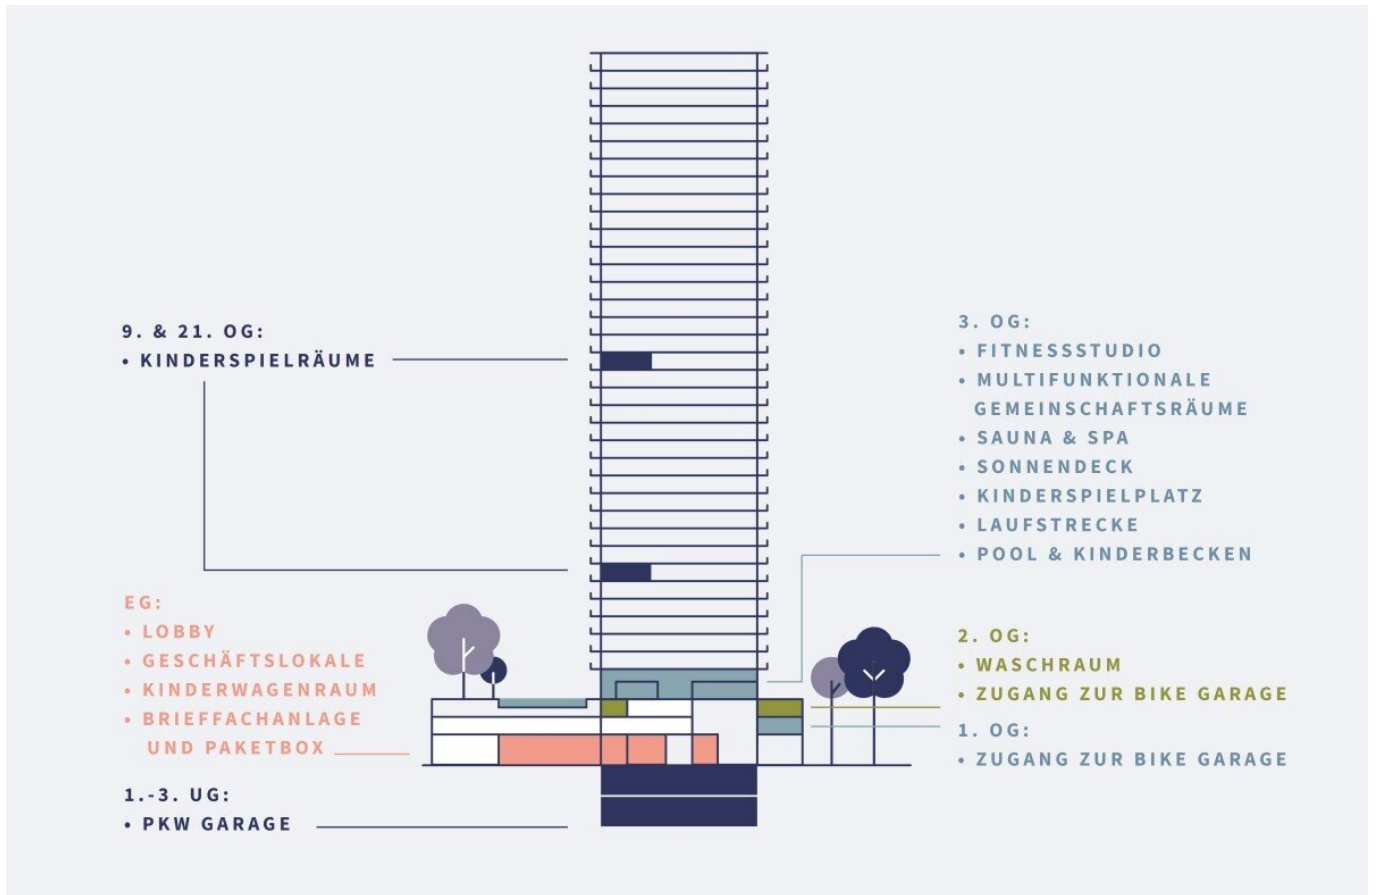 9. & 21. OG:
• KINDERSPIELRÄUME
EG:
• LOBBY
• GESCHÄFTSLOKALE
• KINDERWAGENRAUM
• BRIEFFACHANLAGE
UND PAKETBOX
1.-3. UG:
• PKW GARAGE
3. OG:
• FITNESSSTUDIO
• MULTIFUNKTIONALE
GEMEINSCHAFTSRÄUME
• SAUNA & SPA
• SONNENDECK
• KINDERSPIELPLATZ
• LAUFSTRECKE
• POOL & KINDERBECKEN
2. OG:
• WASCHRAUM
• ZUGANG ZUR BIKE GARAGE
1. OG:
• ZUGANG ZUR BIKE GARAGE